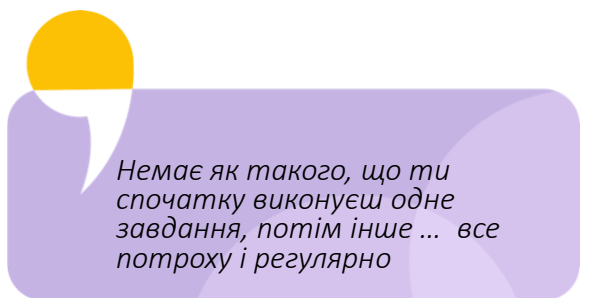 Немає як такого, що ти
спочатку виконуєш одне
завдання, потім інше ... все
потроху і регулярно